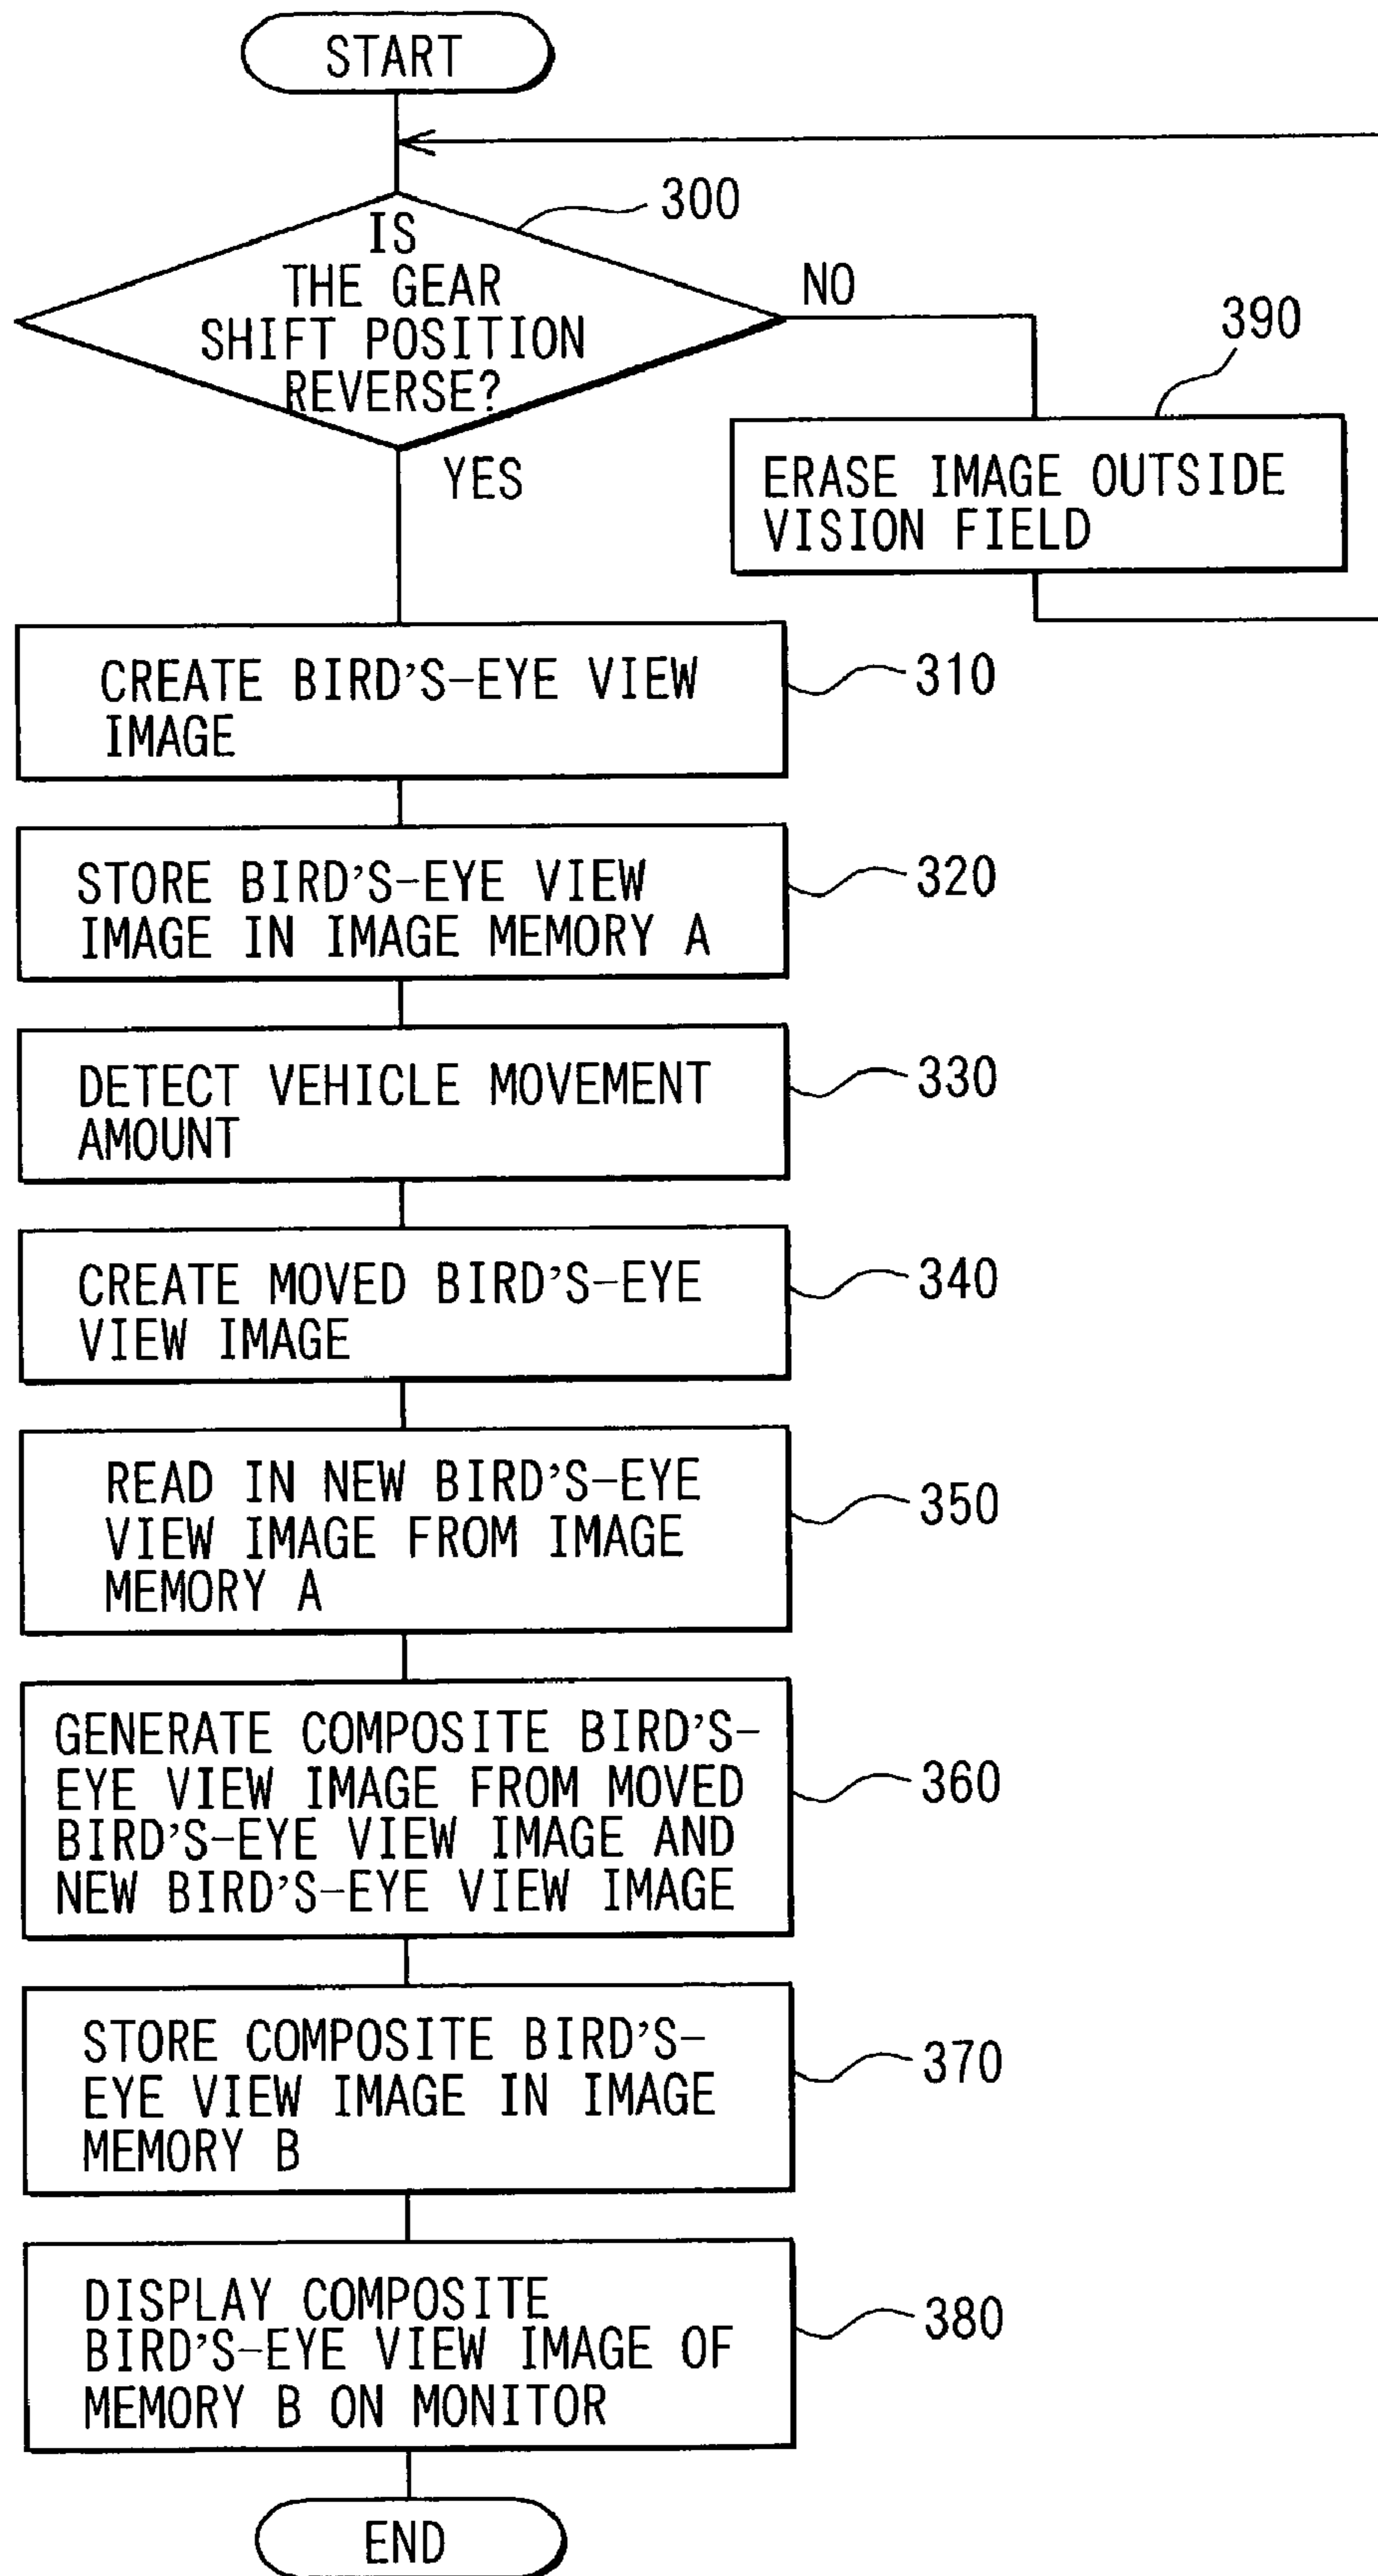 START
300
IS
THE GEAR
SHIFT POSITION
REVERSE?
NO
YES
390
ERASE IMAGE OUTSIDE
VISION FIELD
CREATE BIRD'S-EYE VIEW
IMAGE
310
STORE BIRD'S-EYE VIEW
IMAGE IN IMAGE MEMORY A
320
DETECT VEHICLE MOVEMENT
AMOUNT
330
CREATE MOVED BIRD'S-EYE
VIEW IMAGE
340
READ IN NEW BIRD'S-EYE
VIEW IMAGE FROM IMAGE
MEMORY A
350
GENERATE COMPOSITE BIRD'S-
EYE VIEW IMAGE FROM MOVED
BIRD'S-EYE VIEW IMAGE AND
NEW BIRD'S-EYE VIEW IMAGE
360
STORE COMPOSITE BIRD'S-
EYE VIEW IMAGE IN IMAGE
MEMORY B
370
DISPLAY COMPOSITE
BIRD'S-EYE VIEW IMAGE OF
MEMORY B ON MONITOR
380
END